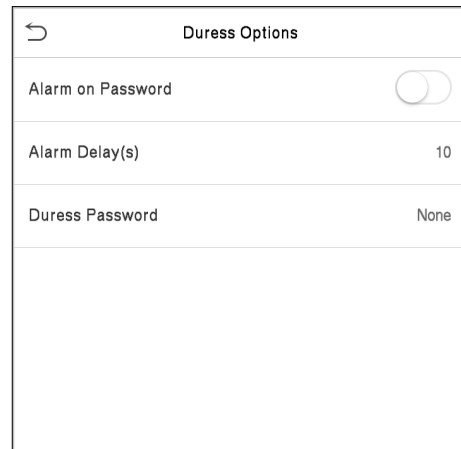 Duress Options
Alarm on Password
Alarm Delay(s) 10
Duress Password None